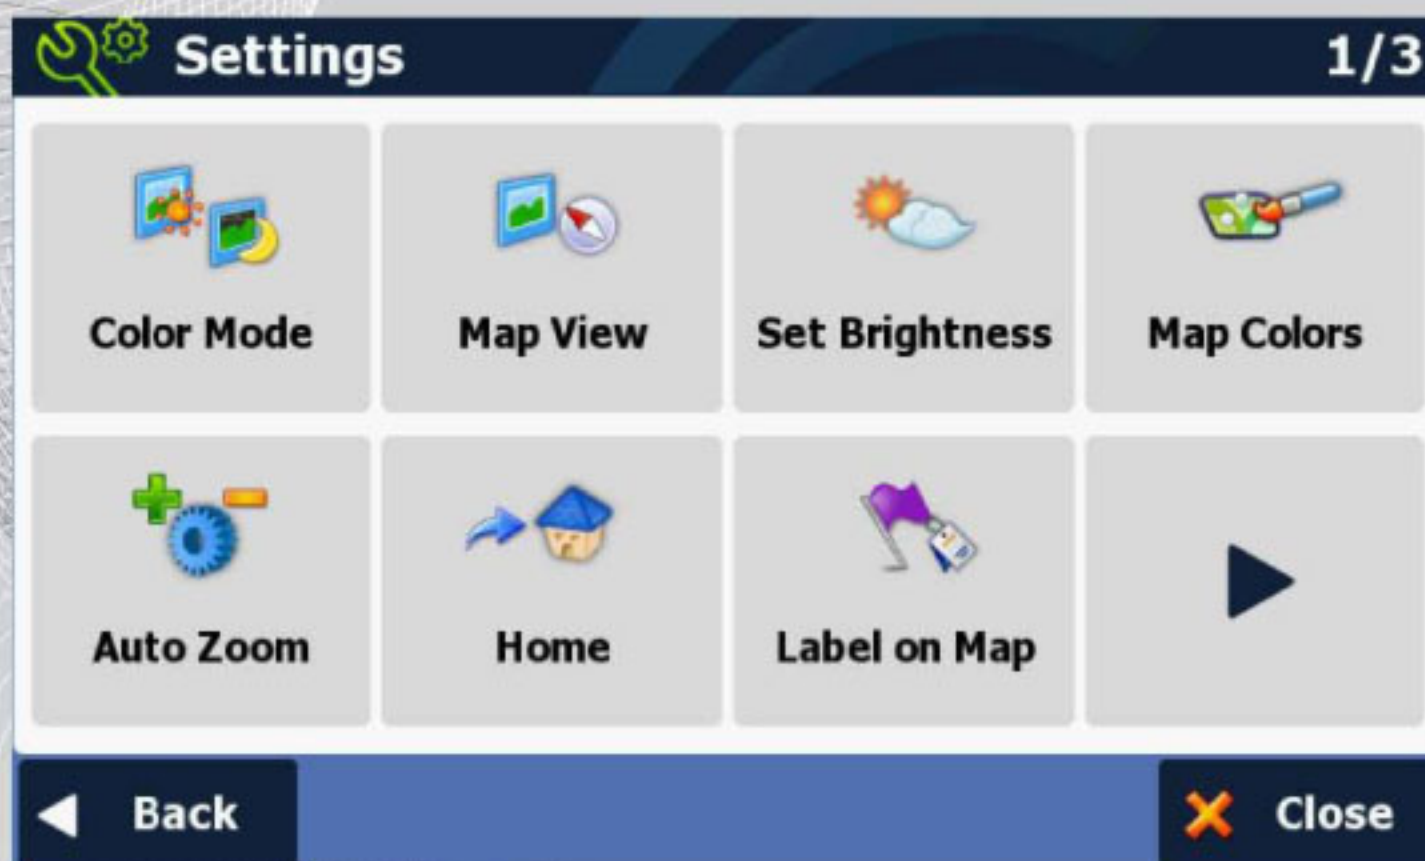 Settings
1/3
Color Mode
Map View
Set Brightness
Map Colors
Auto Zoom
Home
Label on Map
Back
Close